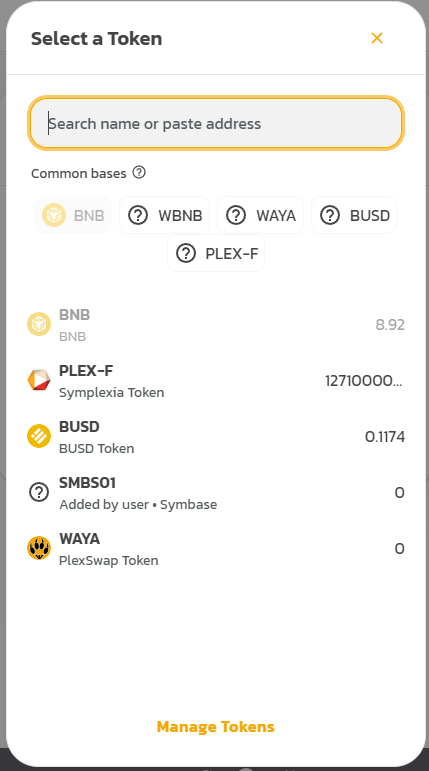 Select a Token
Search name or paste address
Common bases
BNB WBNB WAYA BUSD
PLEX-F
BNB
BNB
8.92
PLEX-F
Symplexia Token
12710000...
BUSD
BUSD Token
0.1174
SMBS01
Added by user • Symbase
0
WAYA
PlexSwap Token
0
Manage Tokens